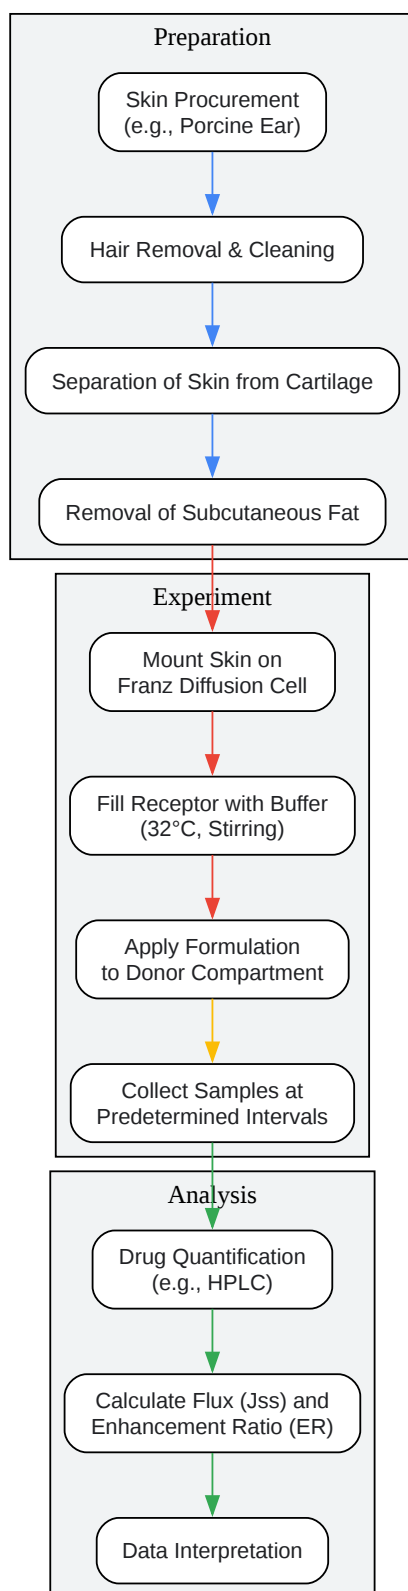 Preparation
Skin Procurement
(e.g., Porcine Ear)
Hair Removal & Cleaning
Separation of Skin from Cartilage
Removal of Subcutaneous Fat
Experiment
Mount Skin on
Franz Diffusion Cell
Fill Receptor with Buffer
(32°C, Stirring)
Apply Formulation
to Donor Compartment
Collect Samples at
Predetermined Intervals
Analysis
Drug Quantification
(e.g., HPLC)
Calculate Flux (Jss) and
Enhancement Ratio (ER)
Data Interpretation